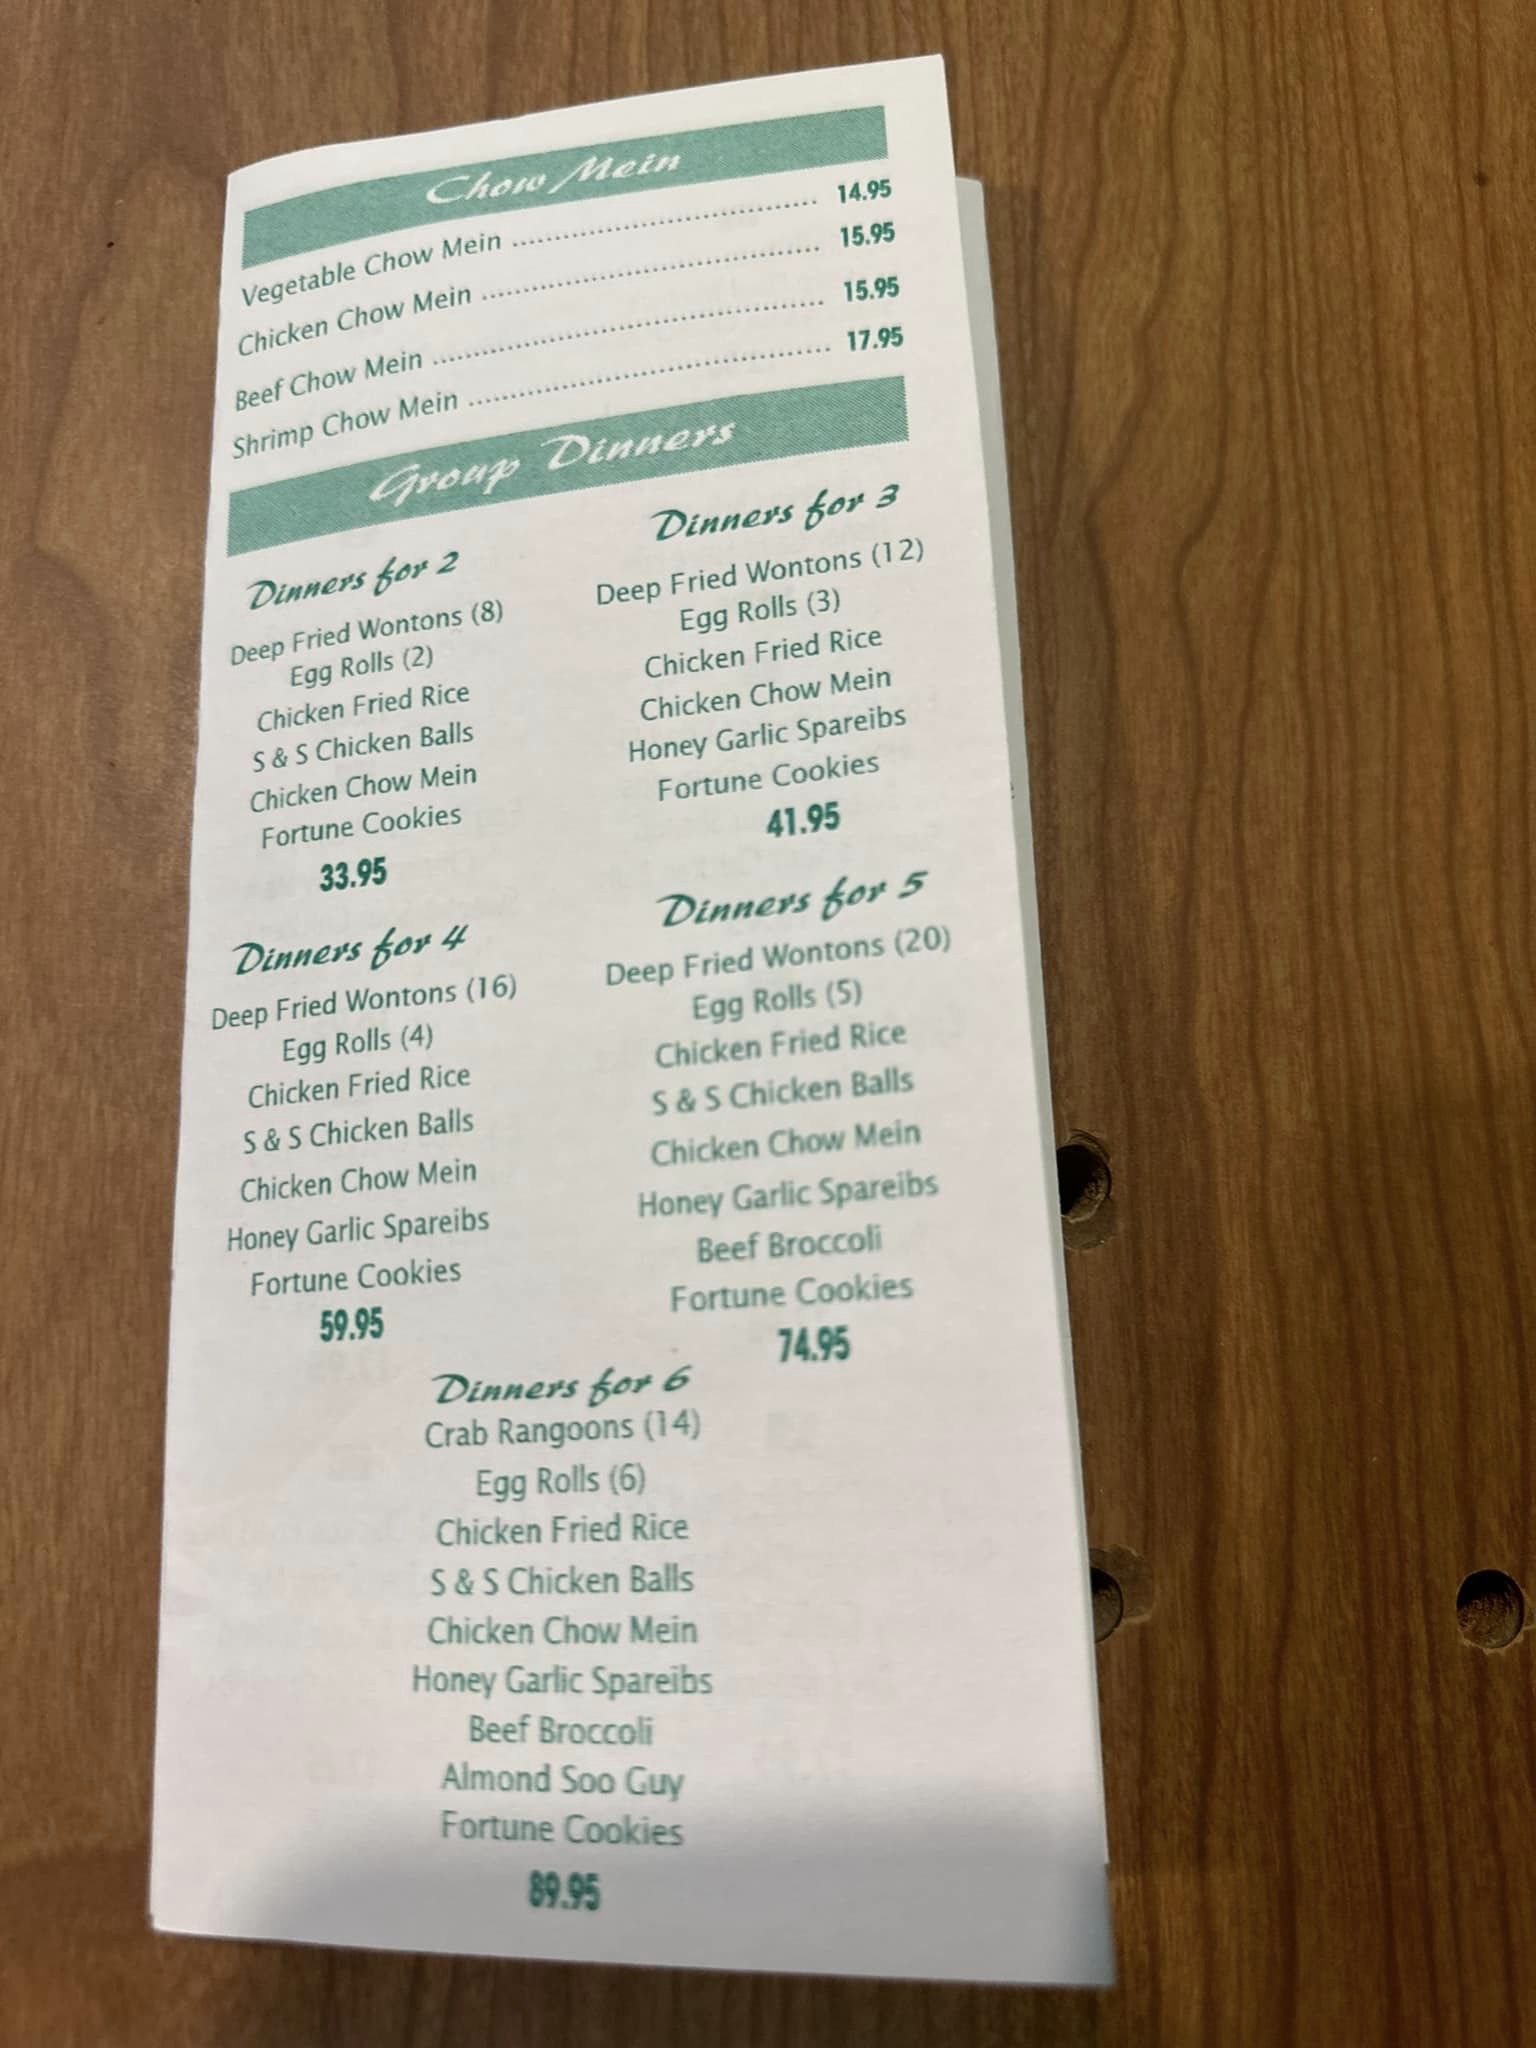 Chow Mein
Vegetable Chow Mein .................................... 14.95
Chicken Chow Mein ........................................ 15.95
Beef Chow Mein .............................................. 15.95
Shrimp Chow Mein ........................................... 17.95
Group Dinners
Dinners for 2
Deep Fried Wontons (8)
Egg Rolls (2)
Chicken Fried Rice
S & S Chicken Balls
Chicken Chow Mein
Fortune Cookies
33.95
Dinners for 3
Deep Fried Wontons (12)
Egg Rolls (3)
Chicken Fried Rice
Chicken Chow Mein
Honey Garlic Spareibs
Fortune Cookies
41.95
Dinners for 4
Deep Fried Wontons (16)
Egg Rolls (4)
Chicken Fried Rice
S & S Chicken Balls
Chicken Chow Mein
Honey Garlic Spareibs
Fortune Cookies
59.95
Dinners for 5
Deep Fried Wontons (20)
Egg Rolls (5)
Chicken Fried Rice
S & S Chicken Balls
Chicken Chow Mein
Honey Garlic Spareibs
Beef Broccoli
Fortune Cookies
74.95
Dinners for 6
Crab Rangoons (14)
Egg Rolls (6)
Chicken Fried Rice
S & S Chicken Balls
Chicken Chow Mein
Honey Garlic Spareibs
Beef Broccoli
Almond Soo Guy
Fortune Cookies
89.95